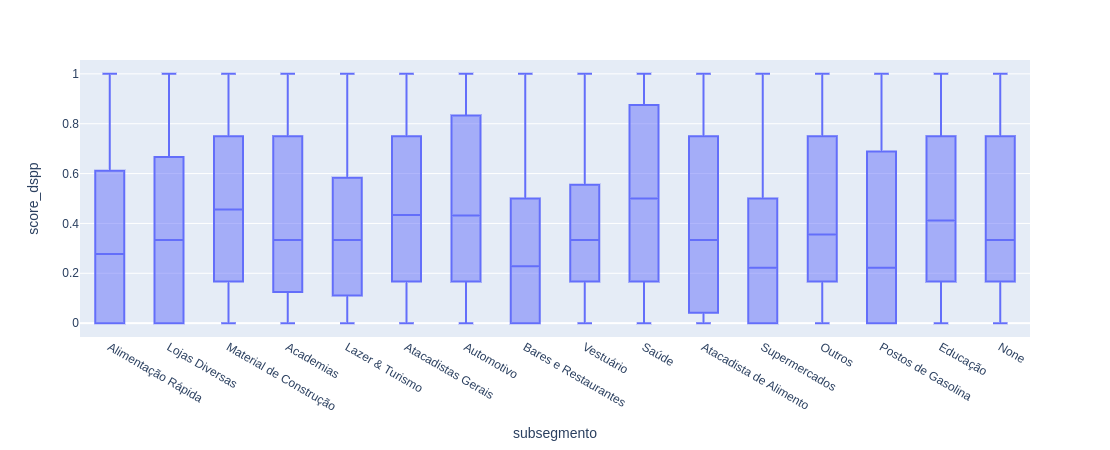 1
0.8
0.6
0.4
0.2
0
score_dspp
Alimentação Rápida
Lojas Diversas
Material de Construção
Academias
Lazer & Turismo
Atacadistas Gerais
Automotivo
Bares e Restaurantes
Vestuário
Saúde
Atacadista de Alimento
Supermercados
Outros
Postos de Gasolina
Educação
None
subsegmento